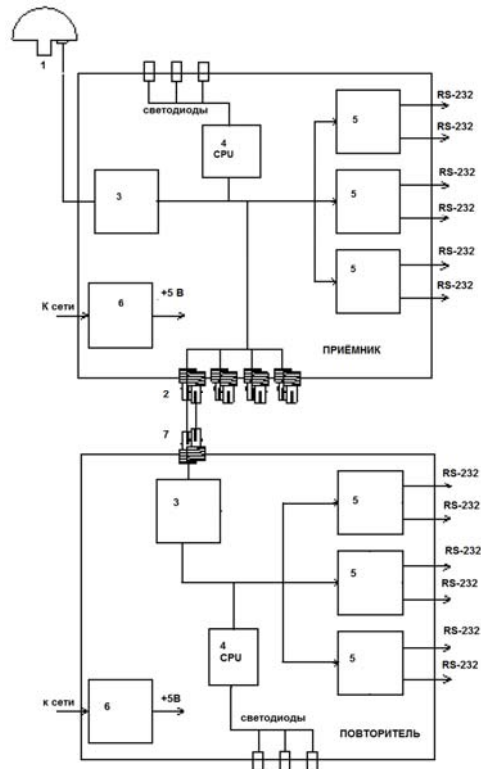 1
светодиоды
4
CPU
3
5
RS-232
RS-232
5
RS-232
RS-232
5
RS-232
RS-232
К сети
6
+5 В
ПРИЁМНИК
2
7
3
5
RS-232
RS-232
5
RS-232
RS-232
5
RS-232
RS-232
4
CPU
к сети
6
+5В
светодиоды
ПОВТОРИТЕЛЬ